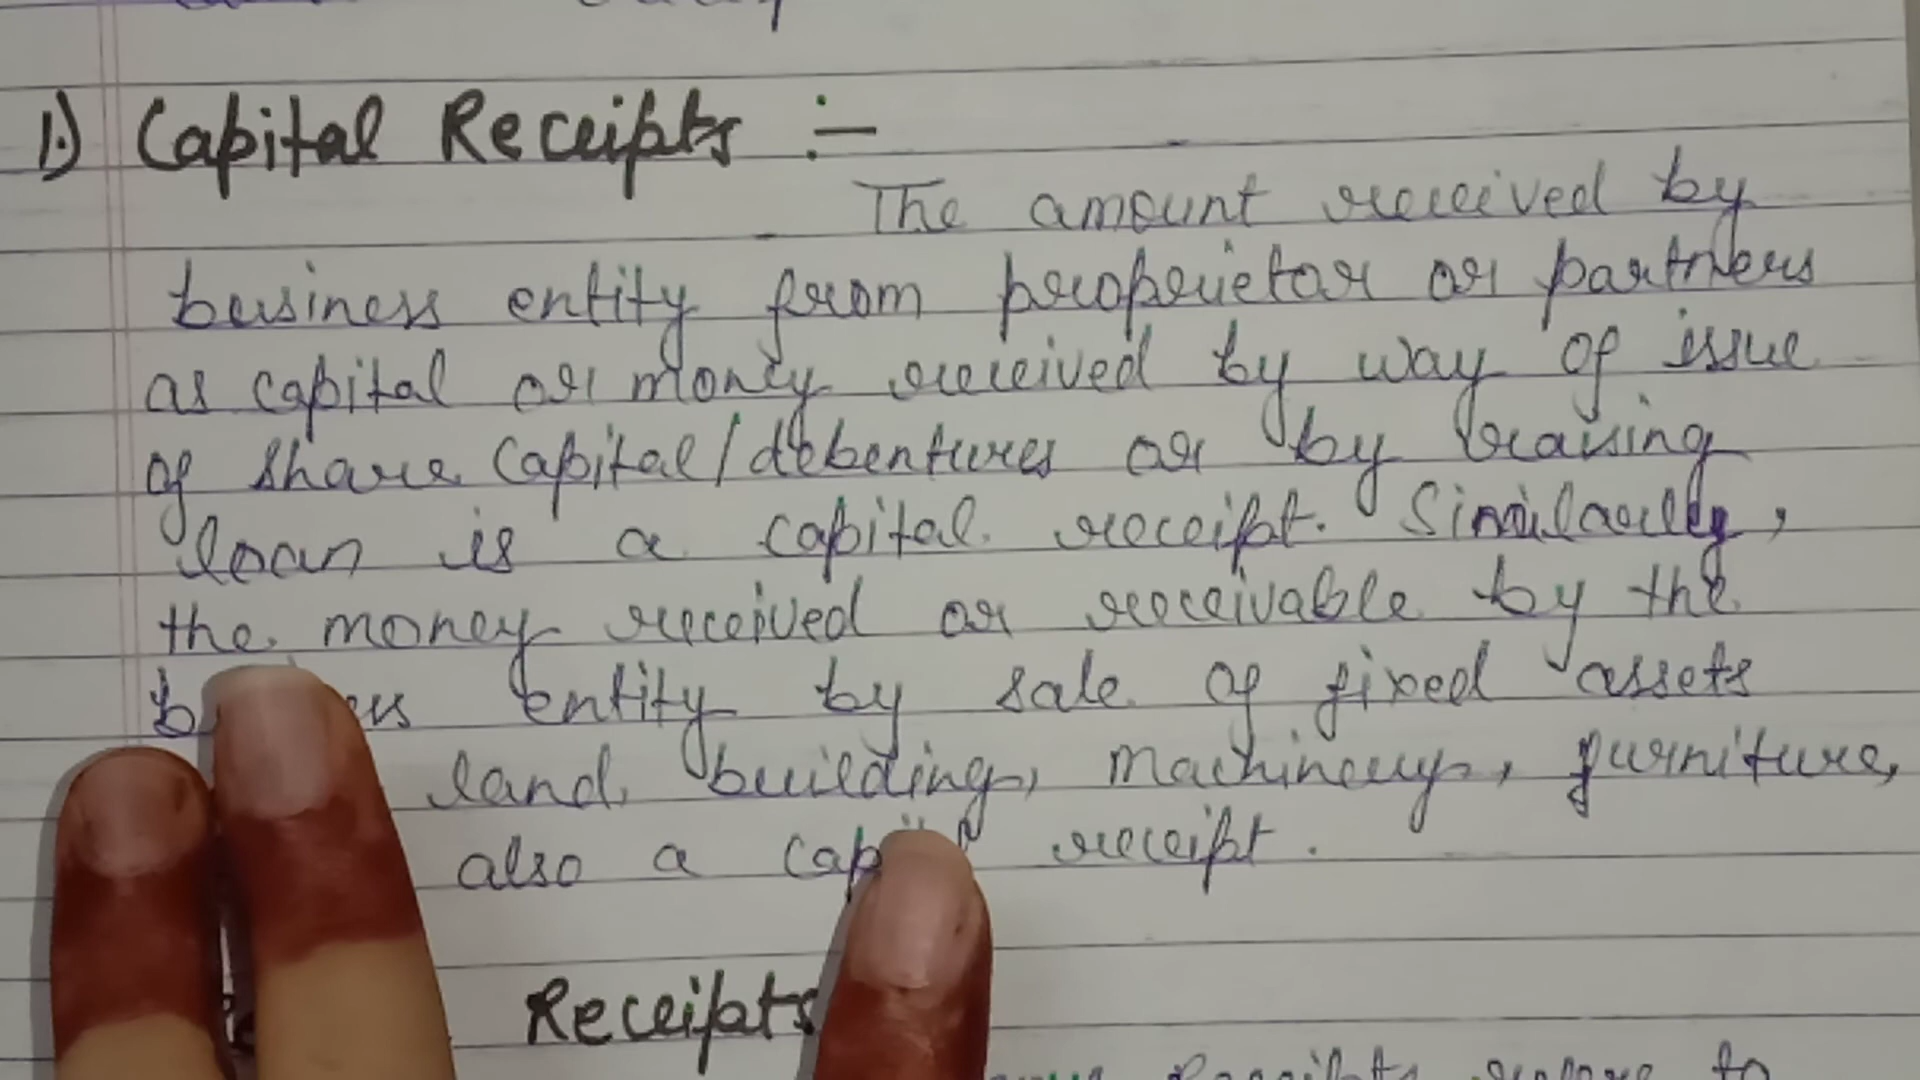 1.) Capital Receipts :-
The amount received by
business entity from proprietor or partners
as capital or money received by way of issue
of share capital/debentures or by raising
loan is a capital receipt. Similarly,
the money received or receivable by the
entity by sale of fixed assets
land, building, machinery, furniture,
also a receipt.
Receipts
Receipts to